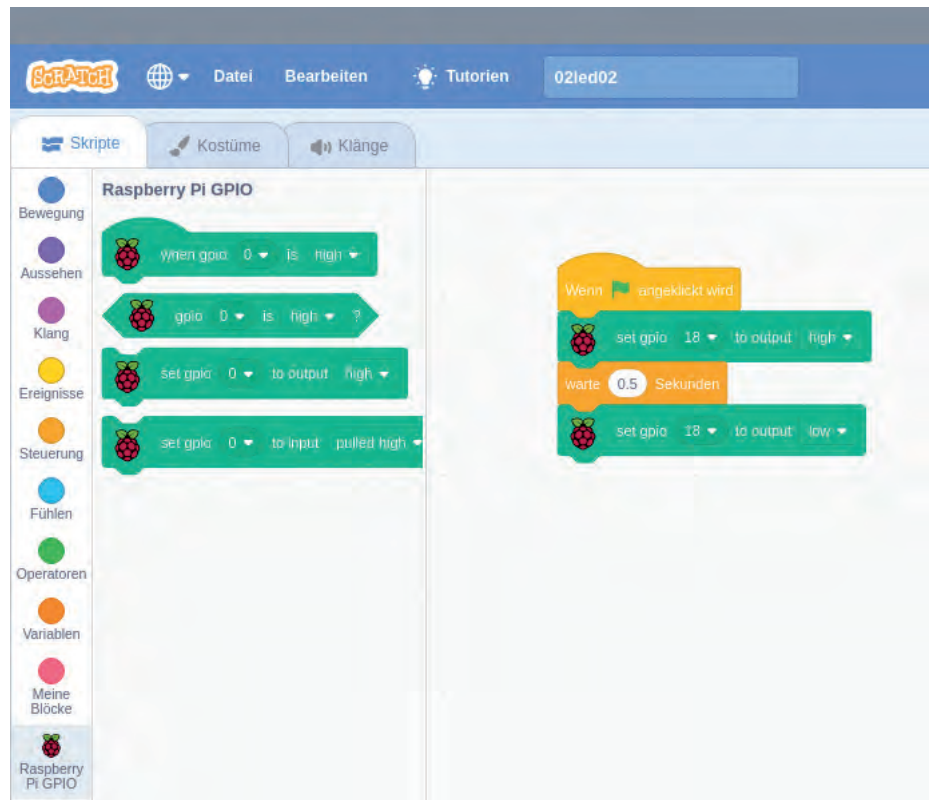 SCRATCH
Datei
Bearbeiten
Tutorien
02led02
Skripte
Kostüme
Klänge
Bewegung
Aussehen
Klang
Ereignisse
Steuerung
Fühlen
Operatoren
Variablen
Meine
Blöcke
Raspberry
Pi GPIO
Raspberry Pi GPIO
when gpio 0 is high
gpio 0 is high ?
set gpio 0 to output high
set gpio 0 to input pulled high
Wenn angeklickt wird
set gpio 18 to output high
warte 0.5 Sekunden
set gpio 18 to output low